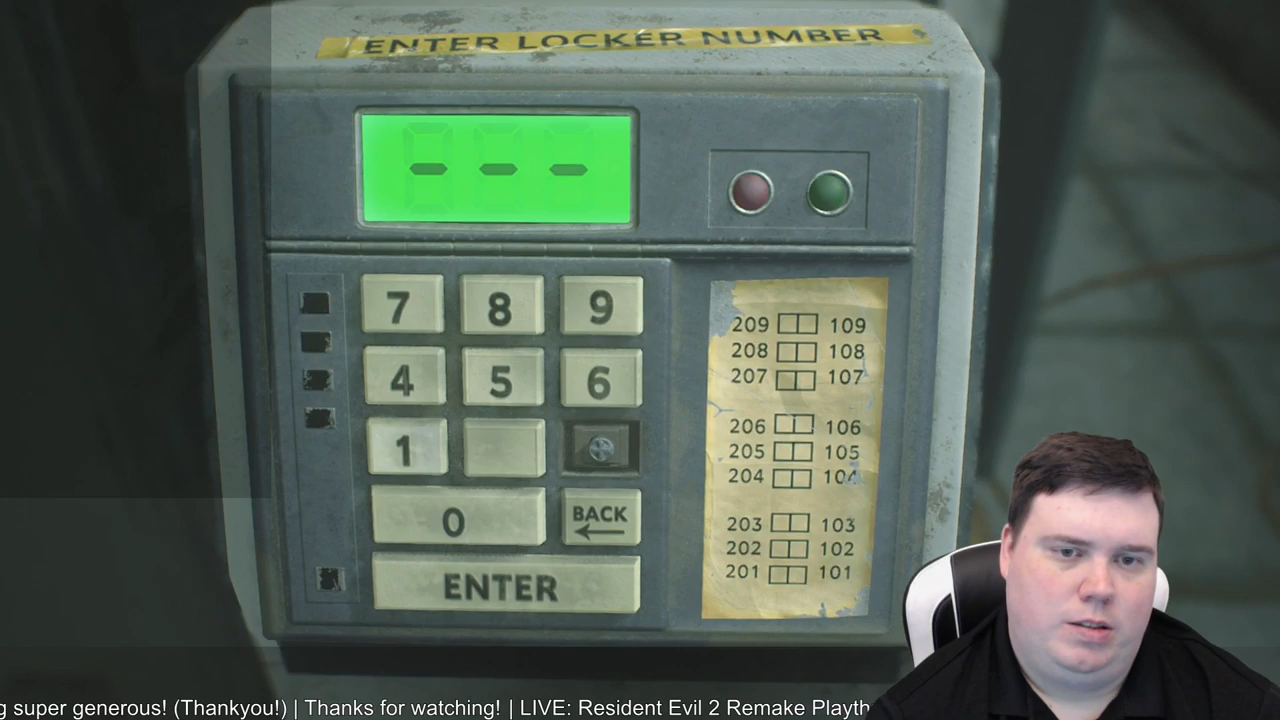 ENTER LOCKER NUMBER
7 8 9
4 5 6
1
0 BACK
ENTER
209 109
208 108
207 107
206 106
205 105
204 104
203 103
202 102
201 101
g super generous! (Thankyou!) | Thanks for watching! | LIVE: Resident Evil 2 Remake Playth